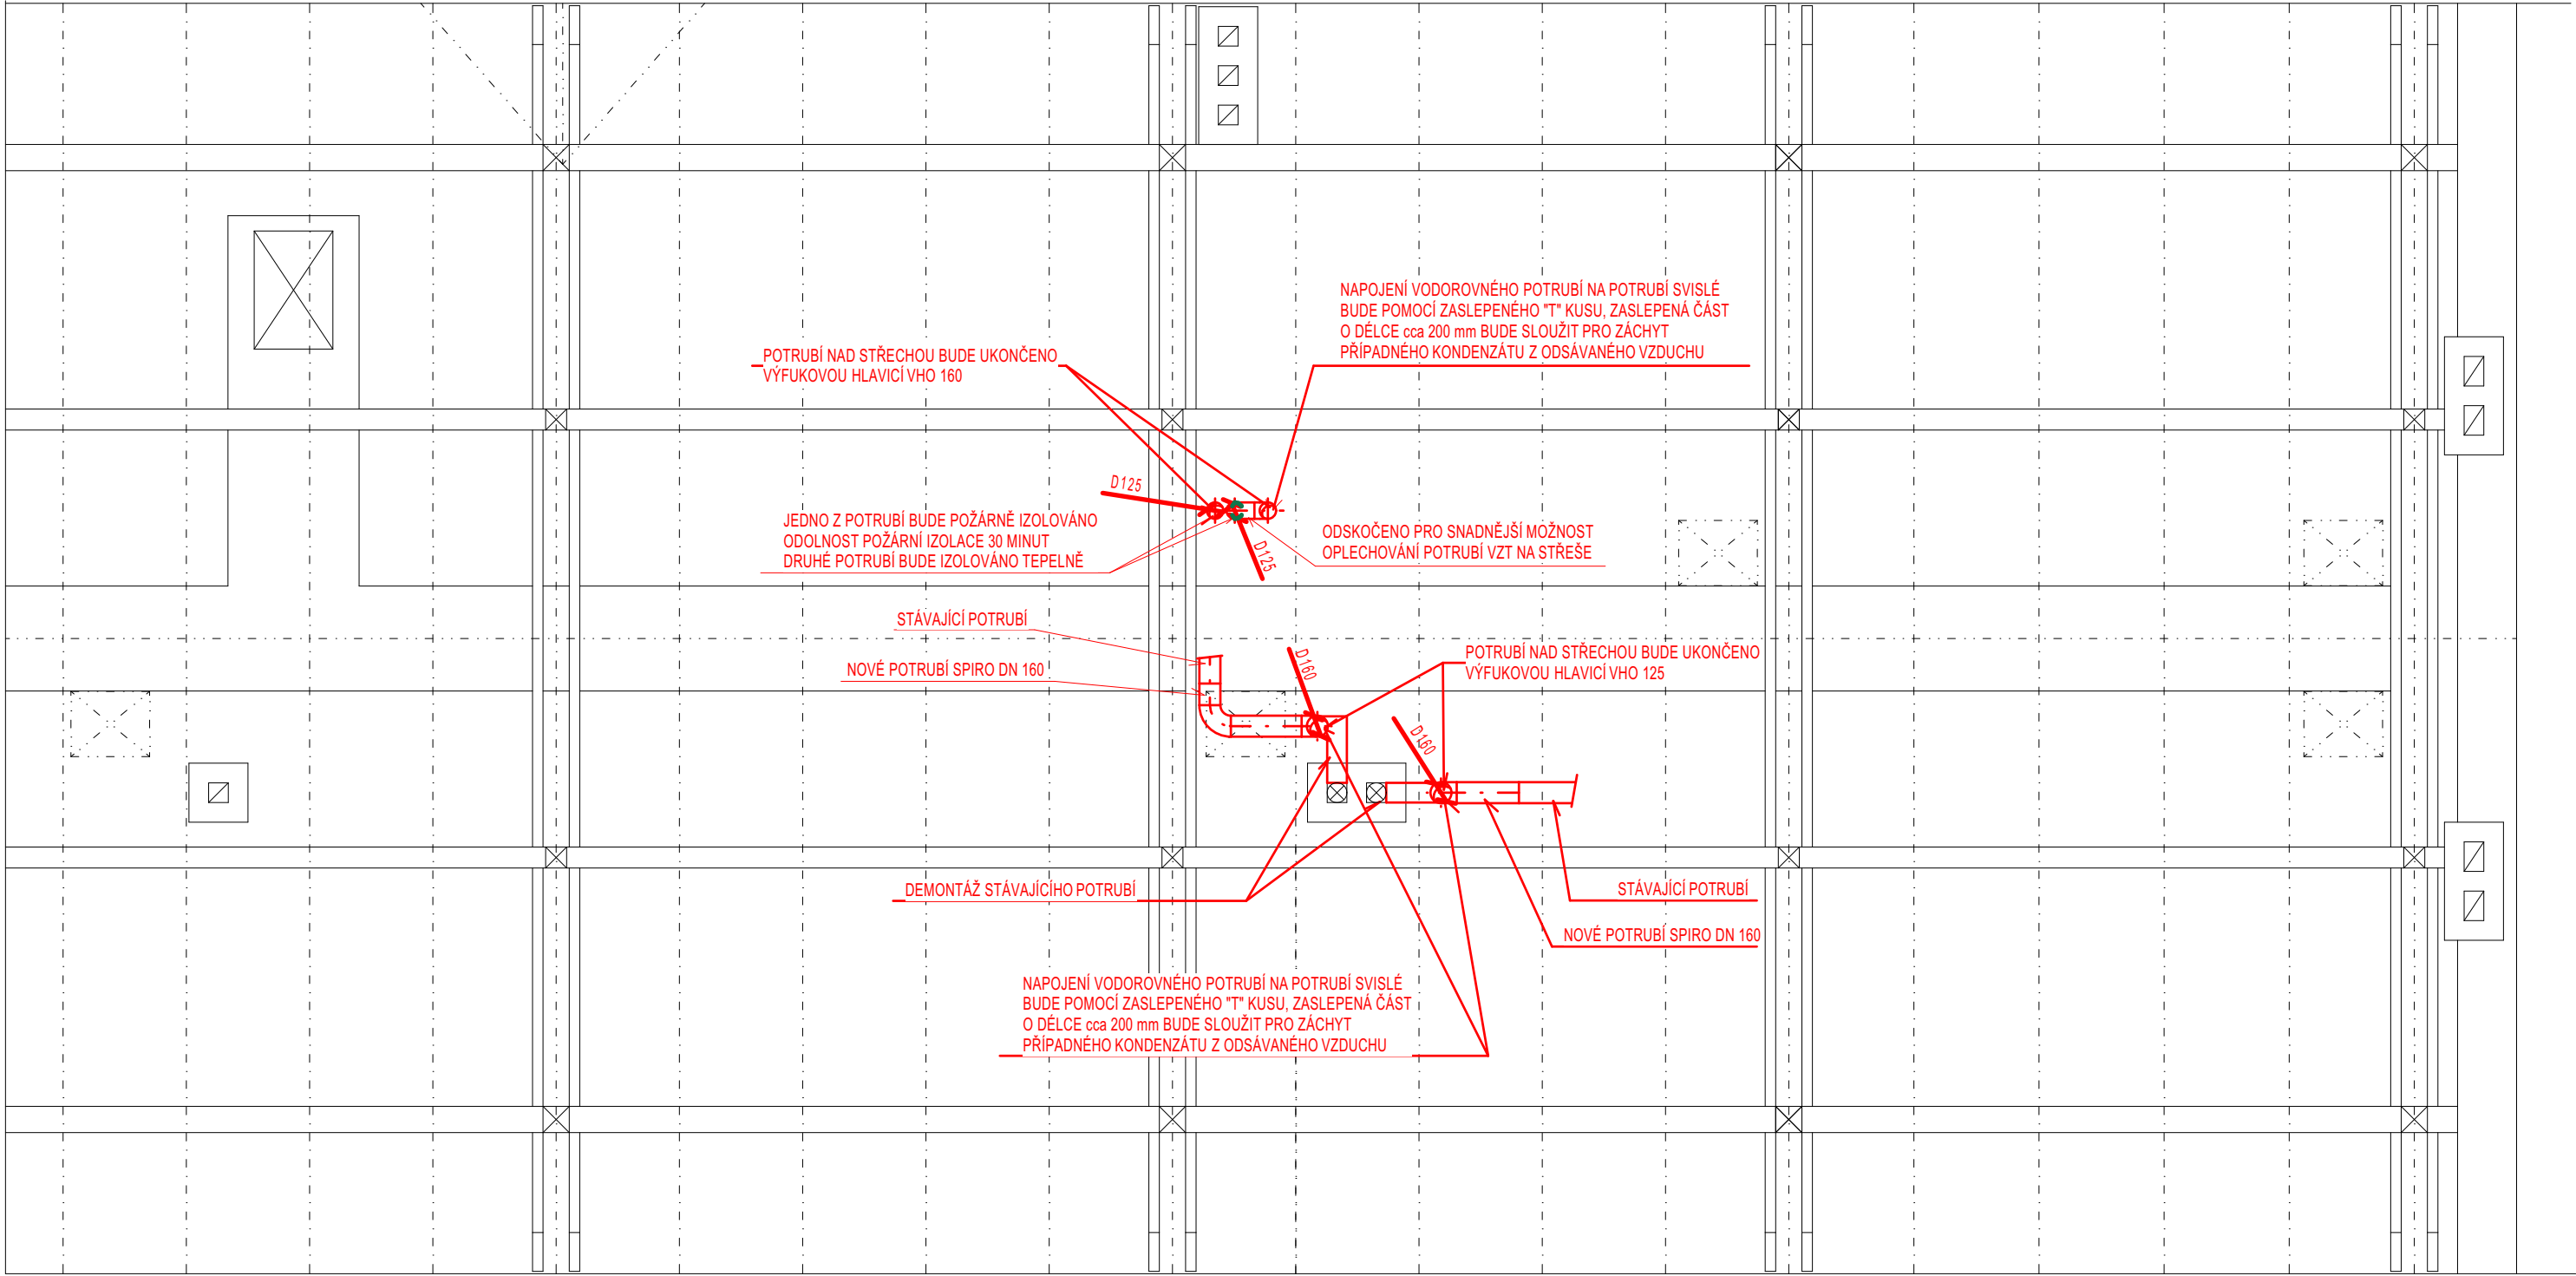 NAPOJENÍ VODOROVNÉHO POTRUBÍ NA POTRUBÍ SVISLÉ
BUDE POMOCÍ ZASLEPENÉHO "T" KUSU, ZASLEPENÁ ČÁST
O DÉLCE cca 200 mm BUDE SLOUŽIT PRO ZÁCHYT
PŘÍPADNÉHO KONDENZÁTU Z ODSÁVANÉHO VZDUCHU
POTRUBÍ NAD STŘECHOU BUDE UKONČENO
VÝFUKOVOU HLAVICÍ VHO 160
D125
JEDNO Z POTRUBÍ BUDE POŽÁRNĚ IZOLOVÁNO
ODOLNOST POŽÁRNÍ IZOLACE 30 MINUT
DRUHÉ POTRUBÍ BUDE IZOLOVÁNO TEPELNĚ
D125
ODSKOČENO PRO SNADNĚJŠÍ MOŽNOST
OPLECHOVÁNÍ POTRUBÍ VZT NA STŘEŠE
STÁVAJÍCÍ POTRUBÍ
NOVÉ POTRUBÍ SPIRO DN 160
D160
POTRUBÍ NAD STŘECHOU BUDE UKONČENO
VÝFUKOVOU HLAVICÍ VHO 125
D160
DEMONTÁŽ STÁVAJÍCÍHO POTRUBÍ
STÁVAJÍCÍ POTRUBÍ
NOVÉ POTRUBÍ SPIRO DN 160
NAPOJENÍ VODOROVNÉHO POTRUBÍ NA POTRUBÍ SVISLÉ
BUDE POMOCÍ ZASLEPENÉHO "T" KUSU, ZASLEPENÁ ČÁST
O DÉLCE cca 200 mm BUDE SLOUŽIT PRO ZÁCHYT
PŘÍPADNÉHO KONDENZÁTU Z ODSÁVANÉHO VZDUCHU